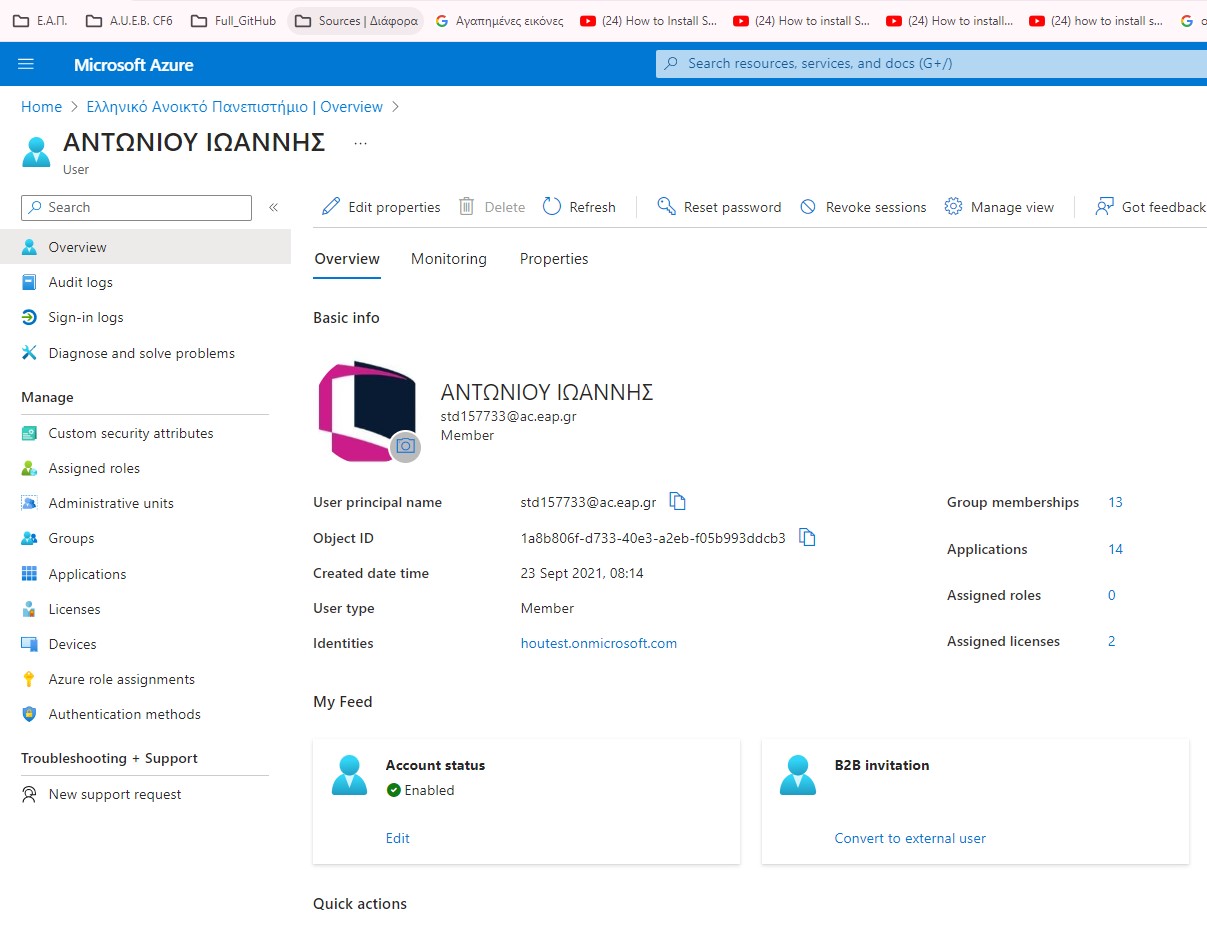 Ε.Α.Π. A.U.E.B. CF6 Full_GitHub Sources | Διάφορα Αγαπημένες εικόνες (24) How to Install S... (24) How to install S... (24) How to install... (24) how to install s...
Microsoft Azure Search resources, services, and docs (G+/)
Home > Ελληνικό Ανοικτό Πανεπιστήμιο | Overview >
ΑΝΤΩΝΙΟΥ ΙΩΑΝΝΗΣ ...
User
Search «
Edit properties Delete Refresh Reset password Revoke sessions Manage view Got feedback
Overview
Audit logs
Sign-in logs
Diagnose and solve problems
Manage
Custom security attributes
Assigned roles
Administrative units
Groups
Applications
Licenses
Devices
Azure role assignments
Authentication methods
Troubleshooting + Support
New support request
Overview Monitoring Properties
Basic info
ΑΝΤΩΝΙΟΥ ΙΩΑΝΝΗΣ
std157733@ac.eap.gr
Member
User principal name std157733@ac.eap.gr
Object ID 1a8b806f-d733-40e3-a2eb-f05b993ddcb3
Created date time 23 Sept 2021, 08:14
User type Member
Identities houtest.onmicrosoft.com
Group memberships 13
Applications 14
Assigned roles 0
Assigned licenses 2
My Feed
Account status
Enabled
Edit
B2B invitation
Convert to external user
Quick actions